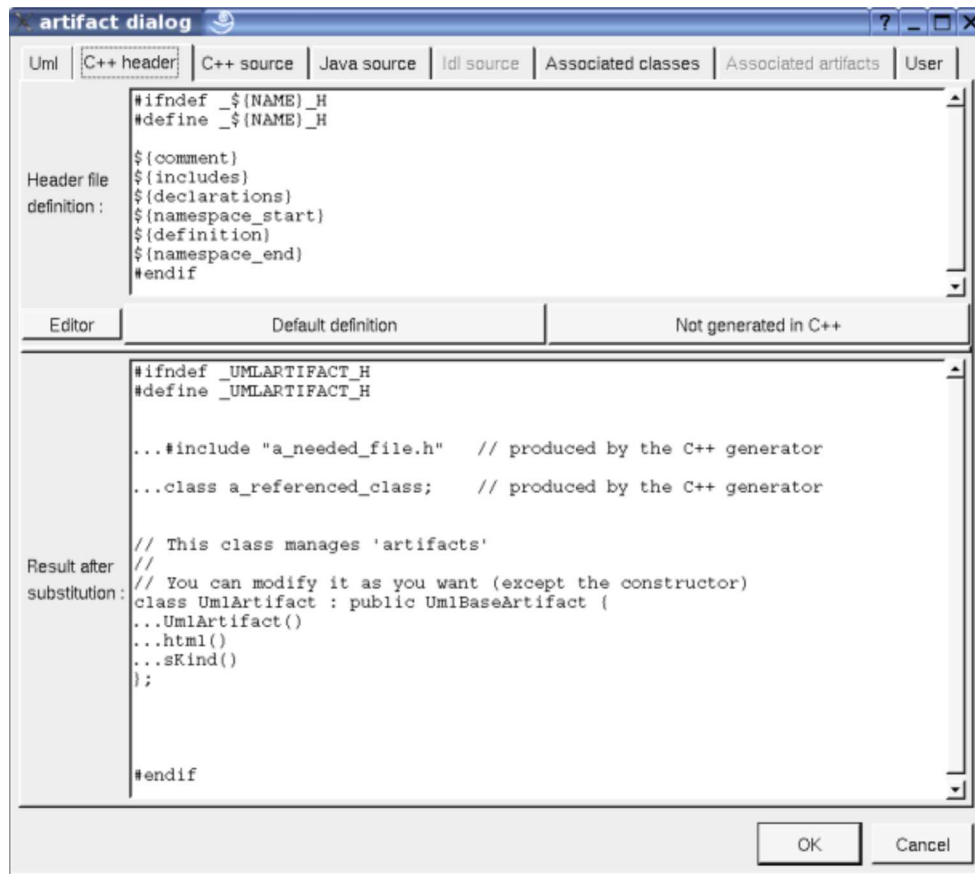 artifact dialog
?
Uml C++ header C++ source Java source Idl source Associated classes Associated artifacts User
Header file
definition :
#ifndef _${NAME}_H
#define _${NAME}_H
${comment}
${includes}
${declarations}
${namespace_start}
${definition}
${namespace_end}
#endif
Editor Default definition Not generated in C++
Result after
substitution :
#ifndef _UMLARTIFACT_H
#define _UMLARTIFACT_H
...#include "a_needed_file.h"   // produced by the C++ generator
...class a_referenced_class;    // produced by the C++ generator
// This class manages 'artifacts'
//
// You can modify it as you want (except the constructor)
class UmlArtifact : public UmlBaseArtifact {
...UmlArtifact()
...html()
...sKind()
};
#endif
OK Cancel